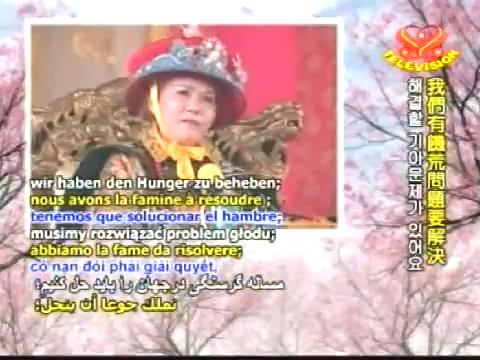 TELEVISION
我們有饑荒問題要解決
해결할 기아문제가 있어요
wir haben den Hunger zu beheben;
nous avons la famine à résoudre ;
tenemos que solucionar el hambre;
musimy rozwiązać problem głodu;
abbiamo la fame da risolvere;
có nạn đói phải giải quyết.
مساله گرسنگی درجهان را باید حل کنیم؛
نملك جوعا أن ينحل؛